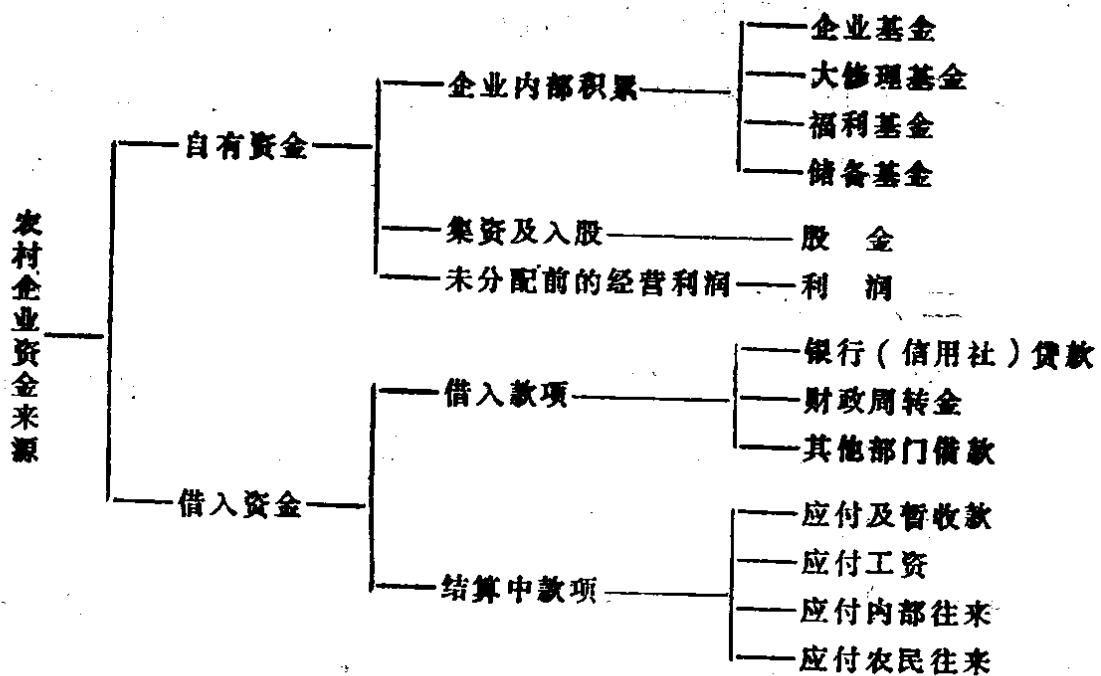 农村企业资金来源
自有资金
企业内部积累
企业基金
大修理基金
福利基金
储备基金
集资及入股
股 金
未分配前的经营利润
利 润
借入资金
借入款项
银行（信用社）贷款
财政周转金
其他部门借款
结算中款项
应付及暂收款
应付工资
应付内部往来
应付农民往来